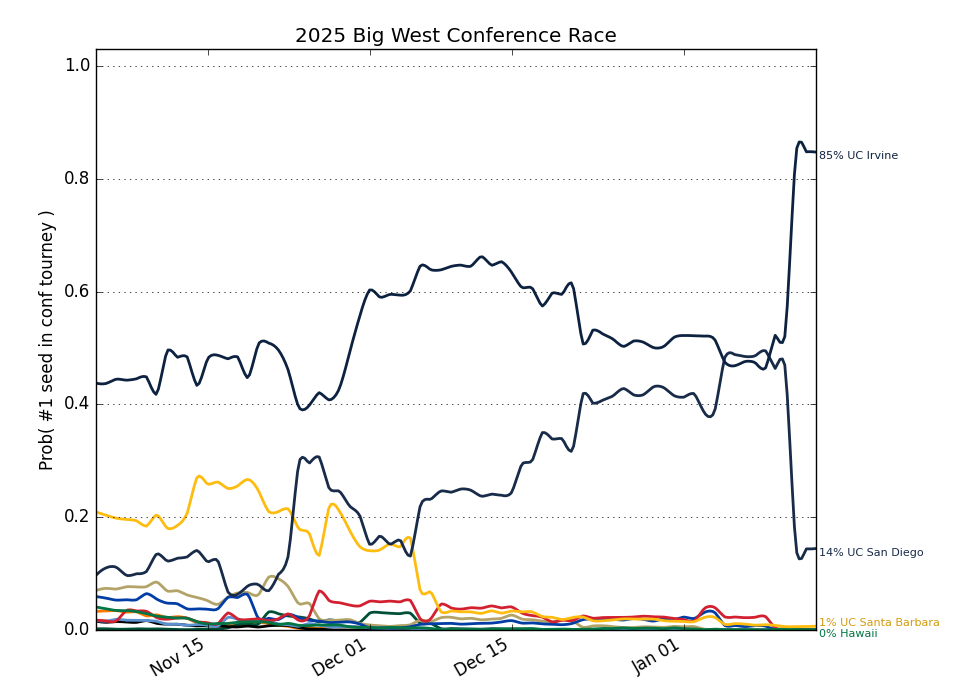 2025 Big West Conference Race
Prob( #1 seed in conf tourney )
1.0
0.8
0.6
0.4
0.2
0.0
Nov 15
Dec 01
Dec 15
Jan 01
85% UC Irvine
14% UC San Diego
1% UC Santa Barbara
0% Hawaii